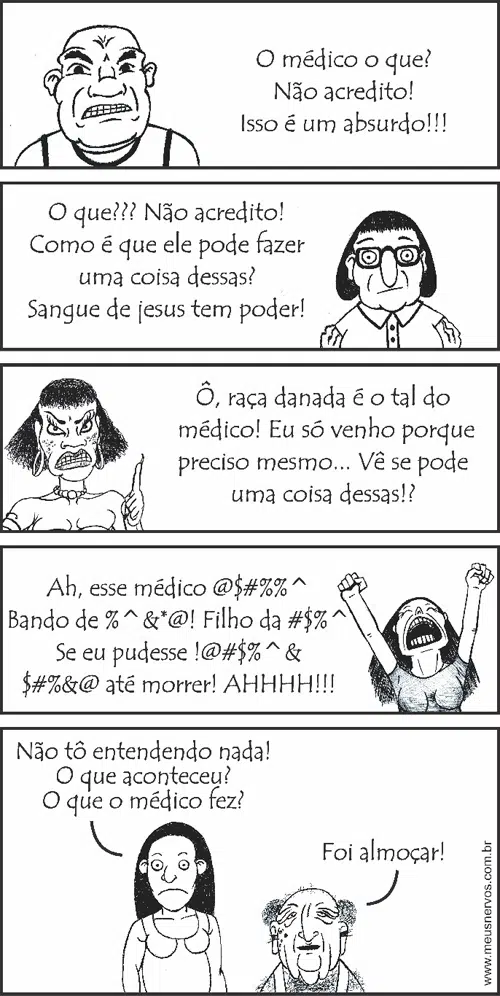 O médico o que?
Não acredito!
Isso é um absurdo!!!
O que??? Não acredito!
Como é que ele pode fazer
uma coisa dessas?
Sangue de jesus tem poder!
Ô, raça danada é o tal do
médico! Eu só venho porque
preciso mesmo... Vê se pode
uma coisa dessas!?
Ah, esse médico @$#%%^
Bando de %^&*@! Filho da #$%^
Se eu pudesse !@#$%^&
$#%&@ até morrer! AHHHH!!!
Não tô entendendo nada!
O que aconteceu?
O que o médico fez?
Foi almoçar!
www.meusnervos.com.br